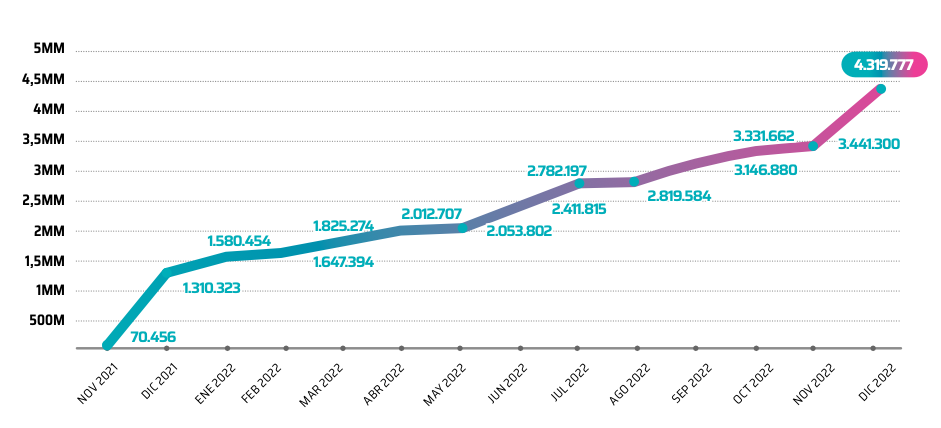 5MM
4,5MM
4MM
3,5MM
3MM
2,5MM
2MM
1,5MM
1MM
500M
70.456
1.310.323
1.580.454
1.647.394
1.825.274
2.012.707
2.053.802
2.411.815
2.782.197
2.819.584
3.146.880
3.331.662
3.441.300
4.319.777
NOV 2021
DIC 2021
ENE 2022
FEB 2022
MAR 2022
ABR 2022
MAY 2022
JUN 2022
JUL 2022
AGO 2022
SEP 2022
OCT 2022
NOV 2022
DIC 2022